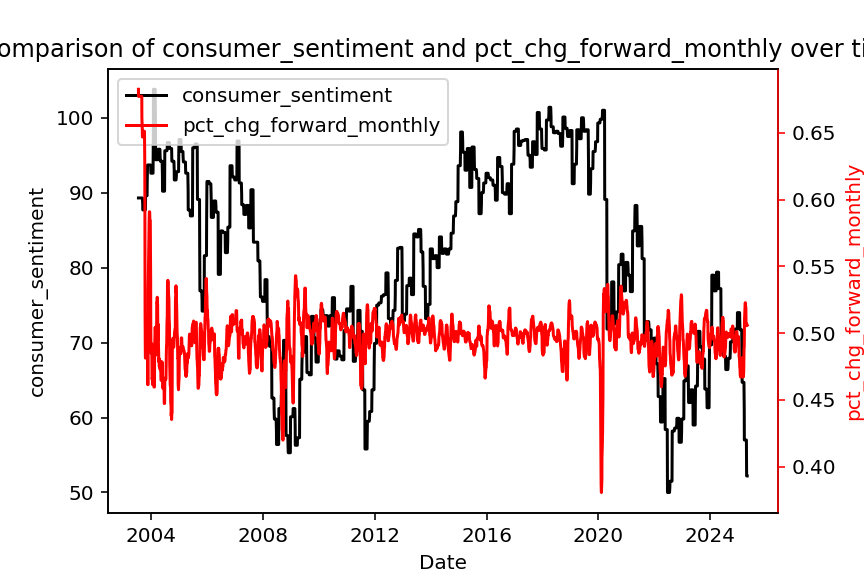 omparison of consumer_sentiment and pct_chg_forward_monthly over ti
consumer_sentiment
pct_chg_forward_monthly
consumer_sentiment
100
90
80
70
60
50
pct_chg_forward_monthly
0.65
0.60
0.55
0.50
0.45
0.40
2004 2008 2012 2016 2020 2024
Date